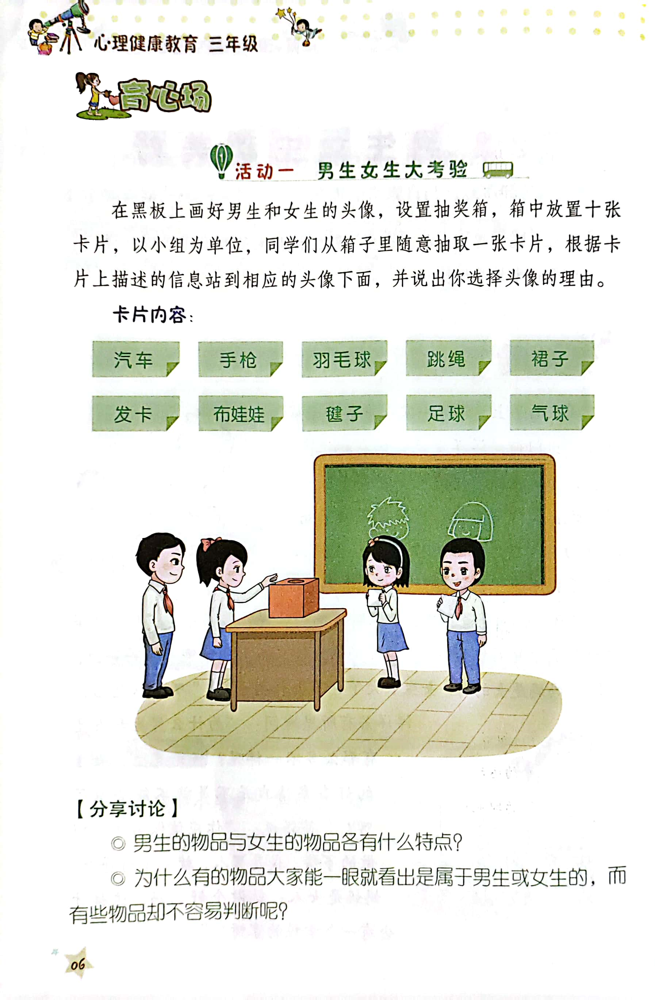 心理健康教育 三年级
育心场
1 活动一 男生女生大考验
在黑板上画好男生和女生的头像，设置抽奖箱，箱中放置十张
卡片，以小组为单位，同学们从箱子里随意抽取一张卡片，根据卡
片上描述的信息站到相应的头像下面，并说出你选择头像的理由。
卡片内容：
汽车 手枪 羽毛球 跳绳 裙子
发卡 布娃娃 毽子 足球 气球
【分享讨论】
◎ 男生的物品与女生的物品各有什么特点？
◎ 为什么有的物品大家能一眼就看出是属于男生或女生的，而
有些物品却不容易判断呢？
06